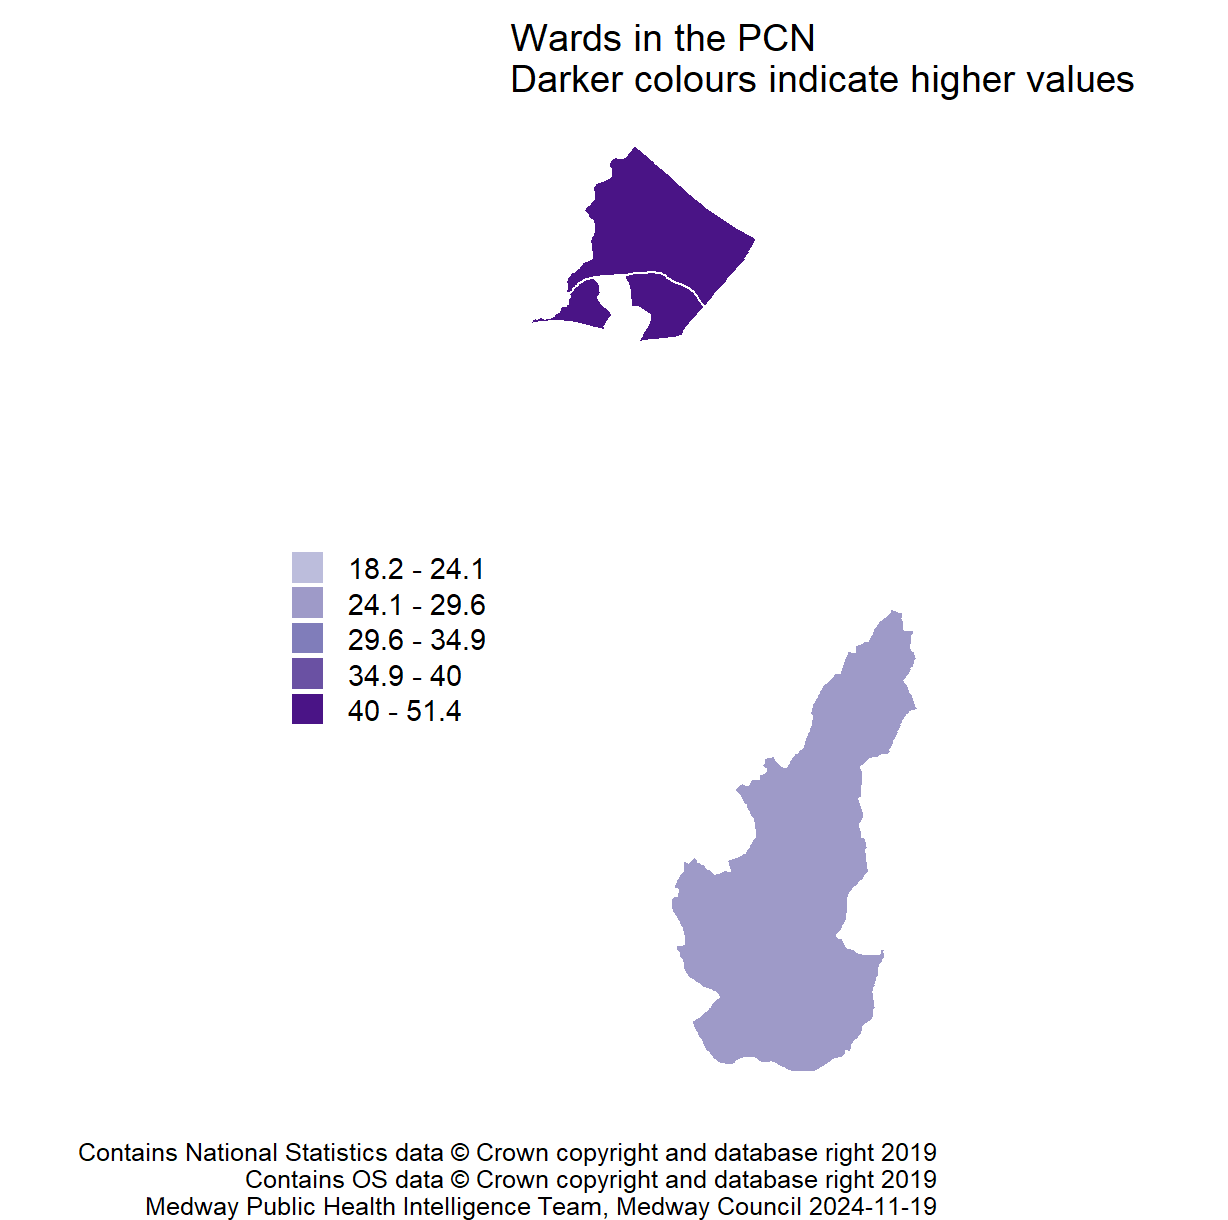 Wards in the PCN
Darker colours indicate higher values
18.2 - 24.1
24.1 - 29.6
29.6 - 34.9
34.9 - 40
40 - 51.4
Contains National Statistics data © Crown copyright and database right 2019
Contains OS data © Crown copyright and database right 2019
Medway Public Health Intelligence Team, Medway Council 2024-11-19